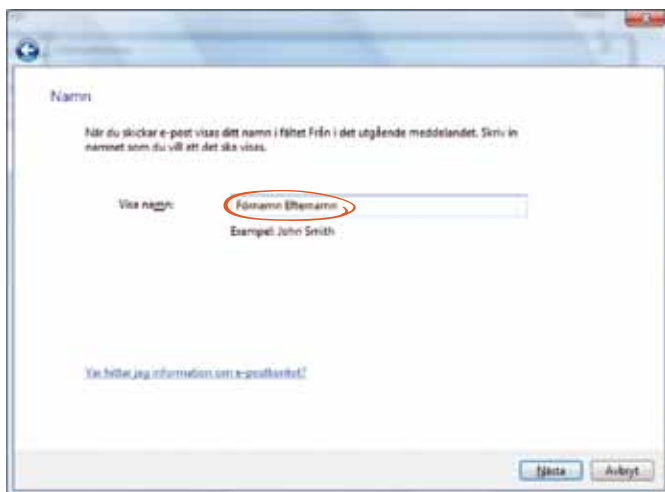 Namn
När du skickar e-post visas ditt namn i fältet Från i det utgående meddelandet. Skriv in
namnet som du vill att det ska visas.
Visa namn: Förnamn Efternamn
Exempel: John Smith
Var hittar jag information om e-postkontot?
Nästa Avbryt